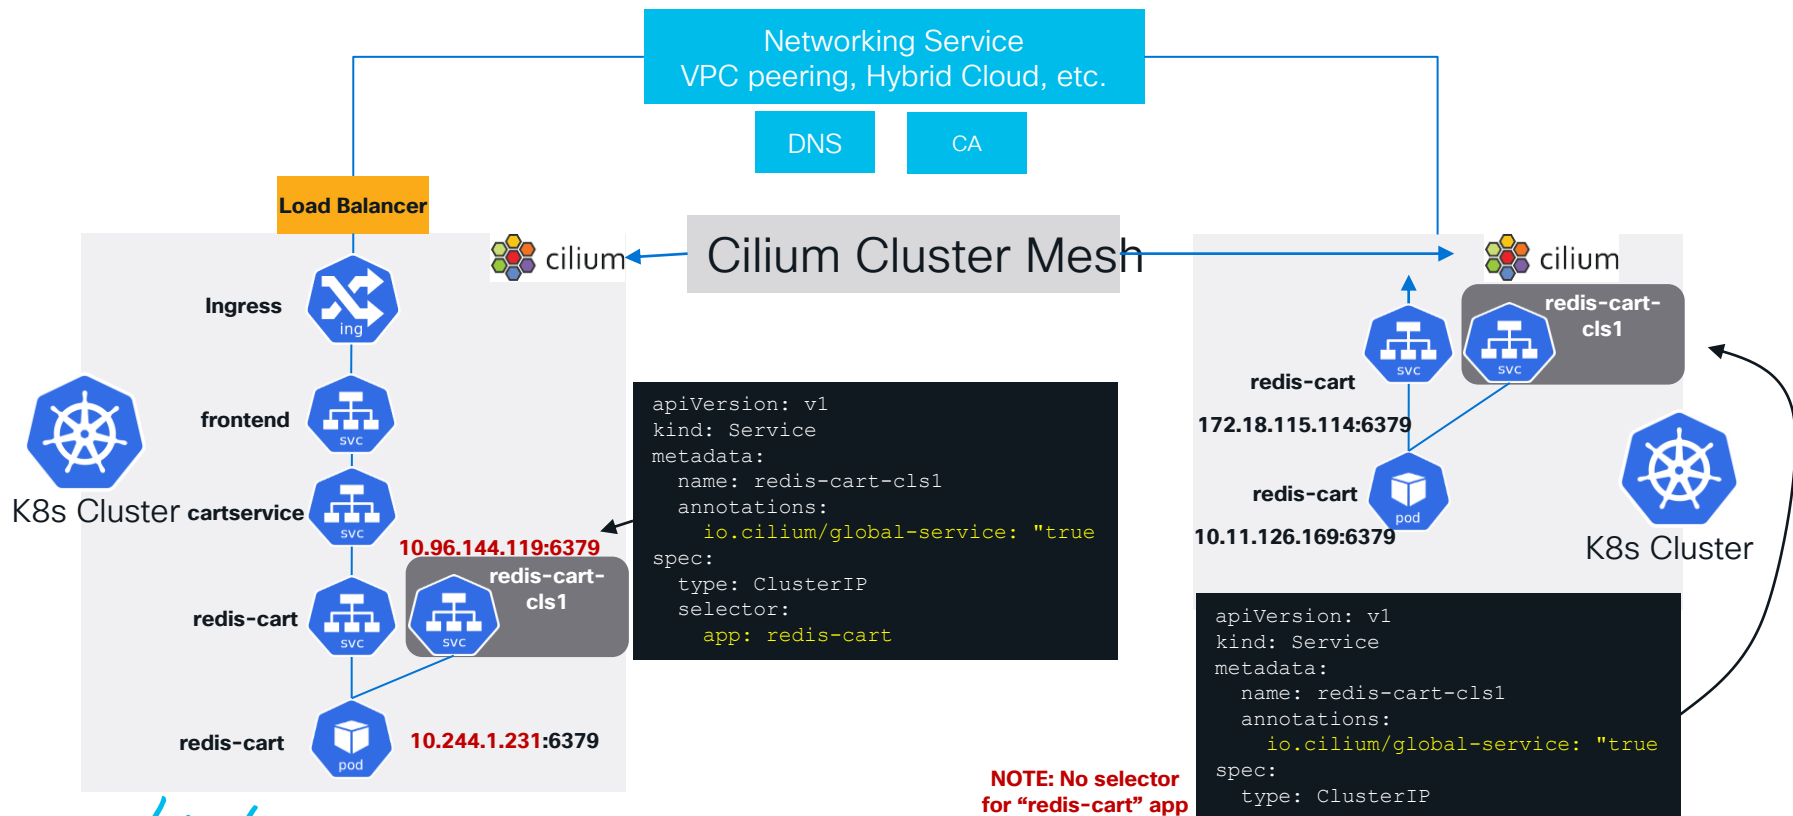 Networking Service
VPC peering, Hybrid Cloud, etc.
DNS
CA
Load Balancer
cilium
Cilium Cluster Mesh
cilium
Ingress
ing
frontend
svc
K8s Cluster
cartservice
svc
10.96.144.119:6379
redis-cart-
cls1
svc
redis-cart
svc
redis-cart
pod
10.244.1.231:6379
apiVersion: v1
kind: Service
metadata:
  name: redis-cart-cls1
  annotations:
    io.cilium/global-service: "true
spec:
  type: ClusterIP
  selector:
    app: redis-cart
redis-cart-
cls1
svc
svc
redis-cart
172.18.115.114:6379
redis-cart
pod
10.11.126.169:6379
K8s Cluster
apiVersion: v1
kind: Service
metadata:
  name: redis-cart-cls1
  annotations:
    io.cilium/global-service: "true
spec:
  type: ClusterIP
NOTE: No selector
for “redis-cart” app